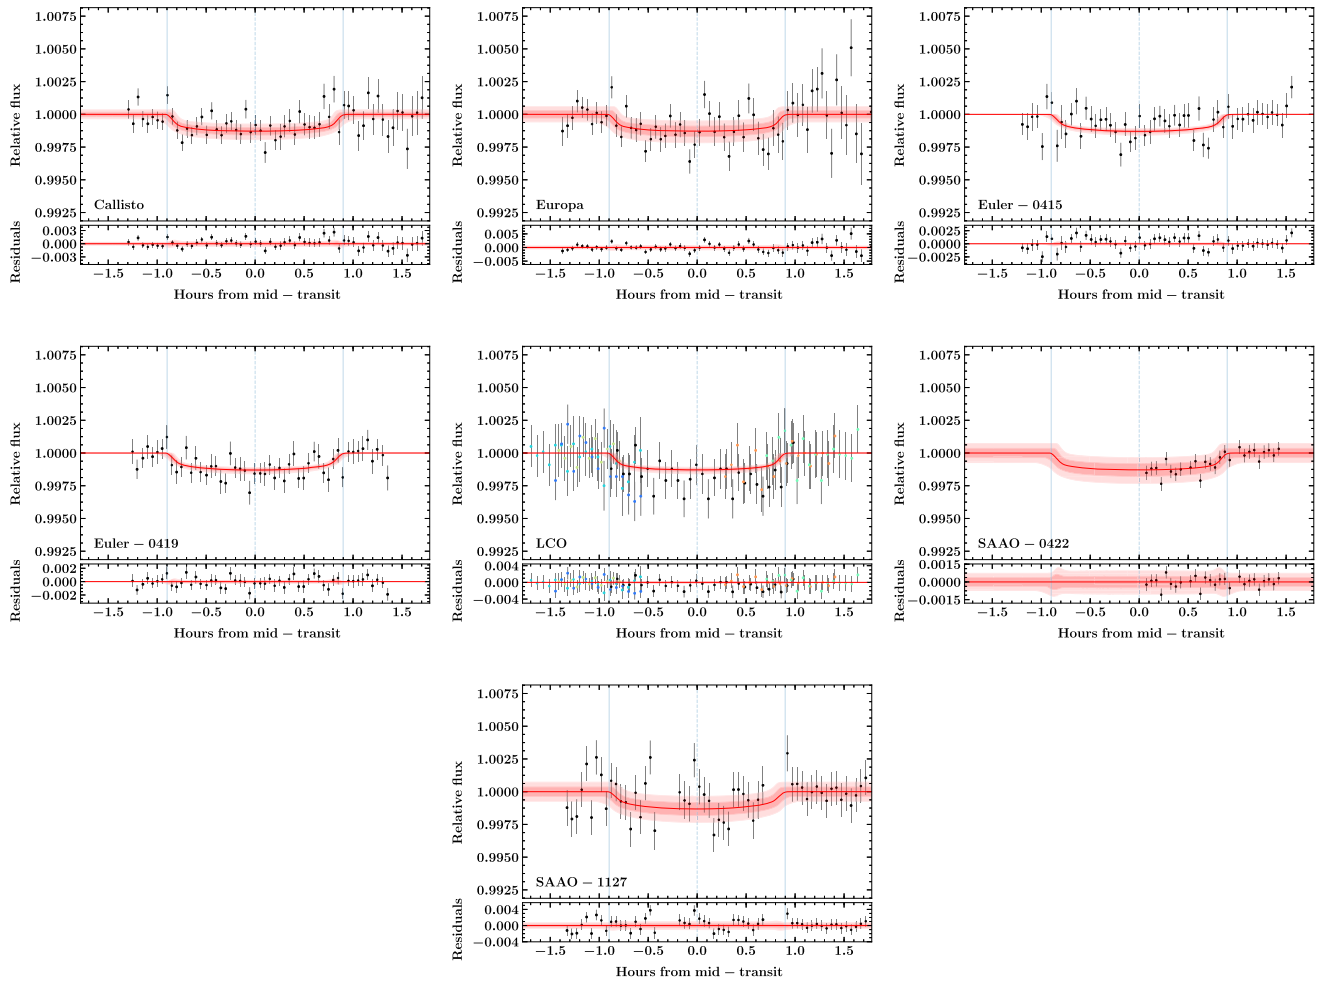 1.0075
1.0050
1.0025
1.0000
0.9975
0.9950
0.9925
Relative flux
Callisto
0.003
0.000
−0.003
Residuals
−1.5 −1.0 −0.5 0.0 0.5 1.0 1.5
Hours from mid − transit
1.0075
1.0050
1.0025
1.0000
0.9975
0.9950
0.9925
Relative flux
Europa
0.005
0.000
−0.005
Residuals
−1.5 −1.0 −0.5 0.0 0.5 1.0 1.5
Hours from mid − transit
1.0075
1.0050
1.0025
1.0000
0.9975
0.9950
0.9925
Relative flux
Euler − 0415
0.0025
0.0000
−0.0025
Residuals
−1.5 −1.0 −0.5 0.0 0.5 1.0 1.5
Hours from mid − transit
1.0075
1.0050
1.0025
1.0000
0.9975
0.9950
0.9925
Relative flux
Euler − 0419
0.002
0.000
−0.002
Residuals
−1.5 −1.0 −0.5 0.0 0.5 1.0 1.5
Hours from mid − transit
1.0075
1.0050
1.0025
1.0000
0.9975
0.9950
0.9925
Relative flux
LCO
0.004
0.000
−0.004
Residuals
−1.5 −1.0 −0.5 0.0 0.5 1.0 1.5
Hours from mid − transit
1.0075
1.0050
1.0025
1.0000
0.9975
0.9950
0.9925
Relative flux
SAAO − 0422
0.0015
0.0000
−0.0015
Residuals
−1.5 −1.0 −0.5 0.0 0.5 1.0 1.5
Hours from mid − transit
1.0075
1.0050
1.0025
1.0000
0.9975
0.9950
0.9925
Relative flux
SAAO − 1127
0.004
0.000
−0.004
Residuals
−1.5 −1.0 −0.5 0.0 0.5 1.0 1.5
Hours from mid − transit